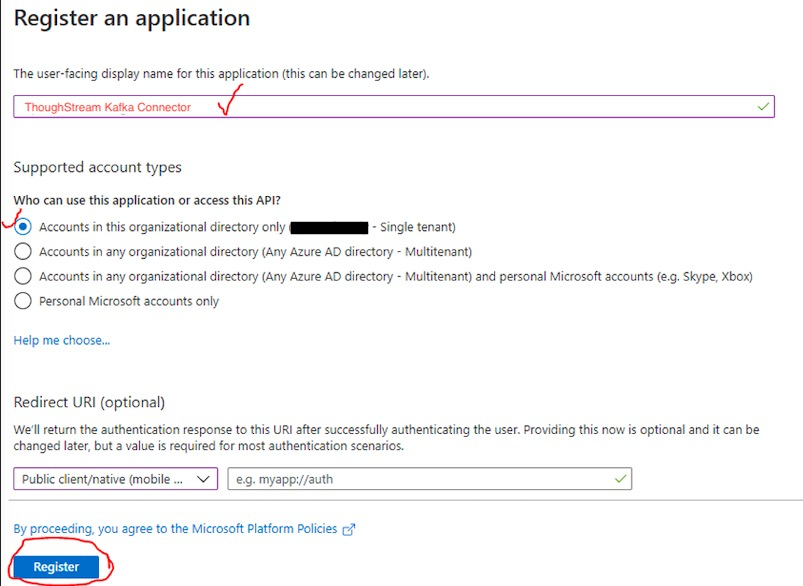 Register an application
The user-facing display name for this application (this can be changed later).
ThoughStream Kafka Connector
Supported account types
Who can use this application or access this API?
Accounts in this organizational directory only ( - Single tenant)
Accounts in any organizational directory (Any Azure AD directory - Multitenant)
Accounts in any organizational directory (Any Azure AD directory - Multitenant) and personal Microsoft accounts (e.g. Skype, Xbox)
Personal Microsoft accounts only
Help me choose...
Redirect URI (optional)
We'll return the authentication response to this URI after successfully authenticating the user. Providing this now is optional and it can be
changed later, but a value is required for most authentication scenarios.
Public client/native (mobile ... e.g. myapp://auth
By proceeding, you agree to the Microsoft Platform Policies
Register